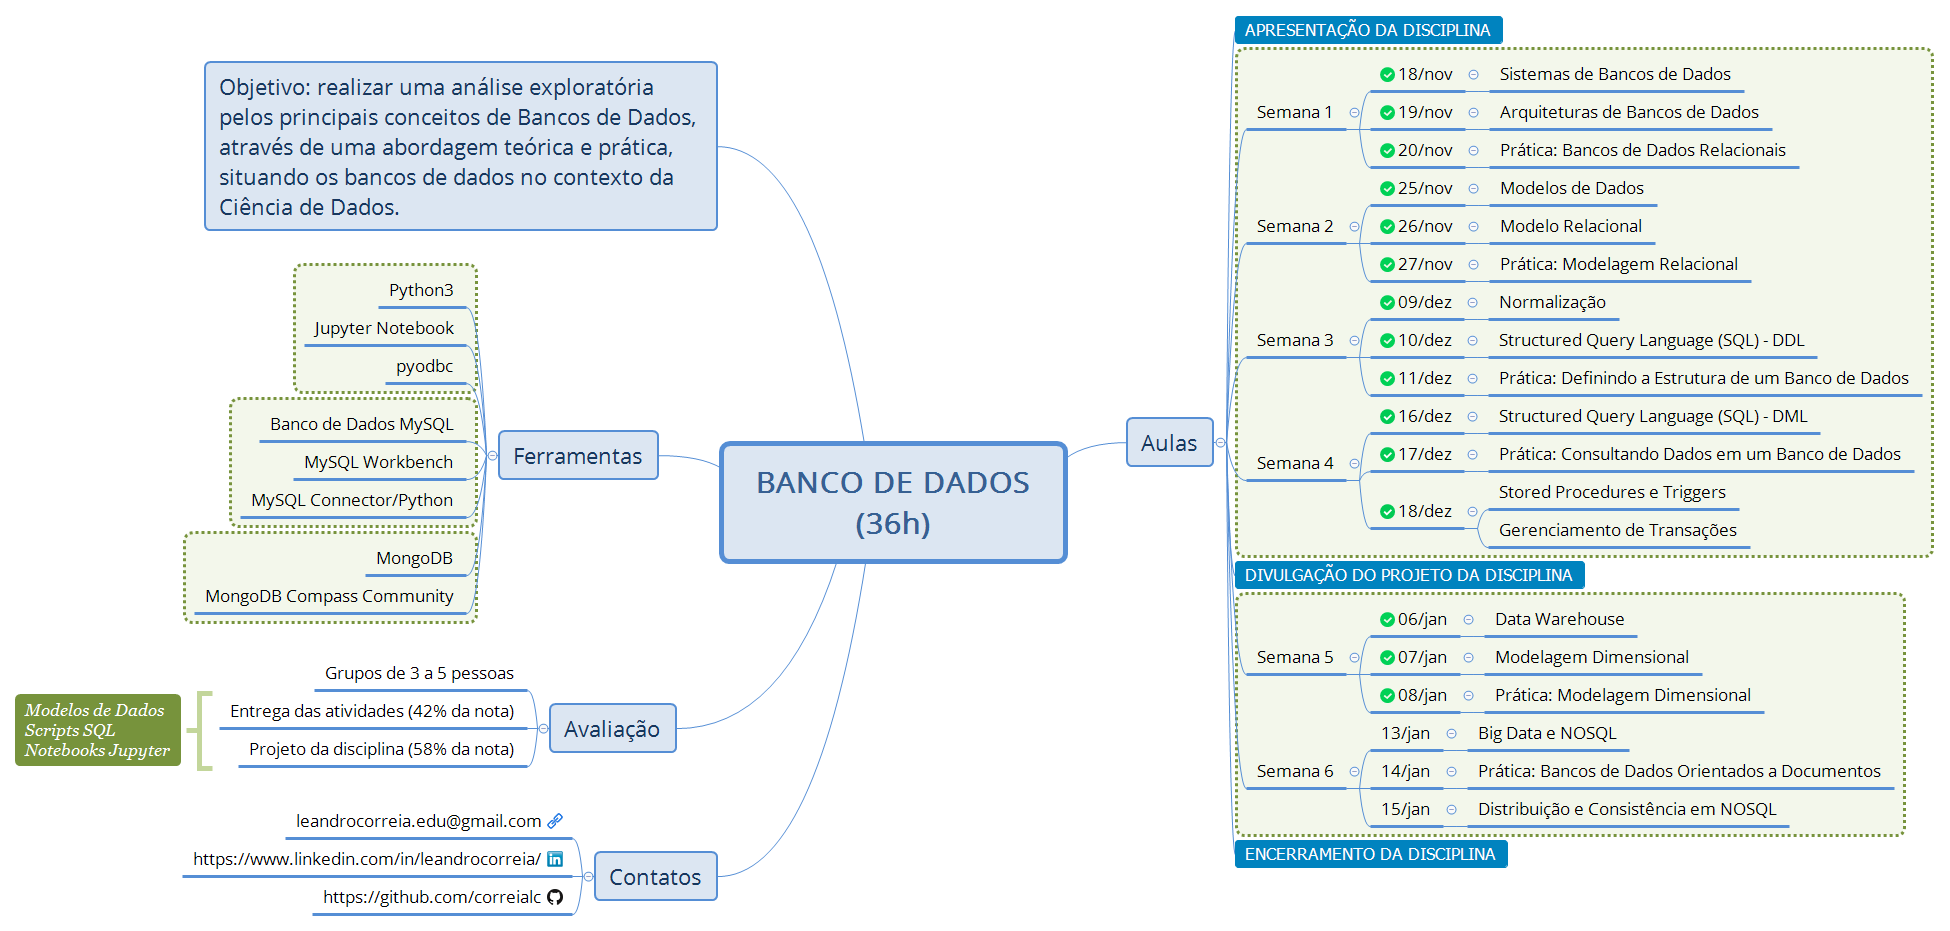 BANCO DE DADOS
(36h)
Objetivo: realizar uma análise exploratória
pelos principais conceitos de Bancos de Dados,
através de uma abordagem teórica e prática,
situando os bancos de dados no contexto da
Ciência de Dados.
Ferramentas
Python3
Jupyter Notebook
pyodbc
Banco de Dados MySQL
MySQL Workbench
MySQL Connector/Python
MongoDB
MongoDB Compass Community
Avaliação
Grupos de 3 a 5 pessoas
Entrega das atividades (42% da nota)
Projeto da disciplina (58% da nota)
Modelos de Dados
Scripts SQL
Notebooks Jupyter
Contatos
leandrocorreia.edu@gmail.com
https://www.linkedin.com/in/leandrocorreia/
https://github.com/correialc
Aulas
APRESENTAÇÃO DA DISCIPLINA
Semana 1
18/nov Sistemas de Bancos de Dados
19/nov Arquiteturas de Bancos de Dados
20/nov Prática: Bancos de Dados Relacionais
Semana 2
25/nov Modelos de Dados
26/nov Modelo Relacional
27/nov Prática: Modelagem Relacional
Semana 3
09/dez Normalização
10/dez Structured Query Language (SQL) - DDL
11/dez Prática: Definindo a Estrutura de um Banco de Dados
Semana 4
16/dez Structured Query Language (SQL) - DML
17/dez Prática: Consultando Dados em um Banco de Dados
18/dez
Stored Procedures e Triggers
Gerenciamento de Transações
DIVULGAÇÃO DO PROJETO DA DISCIPLINA
Semana 5
06/jan Data Warehouse
07/jan Modelagem Dimensional
08/jan Prática: Modelagem Dimensional
Semana 6
13/jan Big Data e NOSQL
14/jan Prática: Bancos de Dados Orientados a Documentos
15/jan Distribuição e Consistência em NOSQL
ENCERRAMENTO DA DISCIPLINA